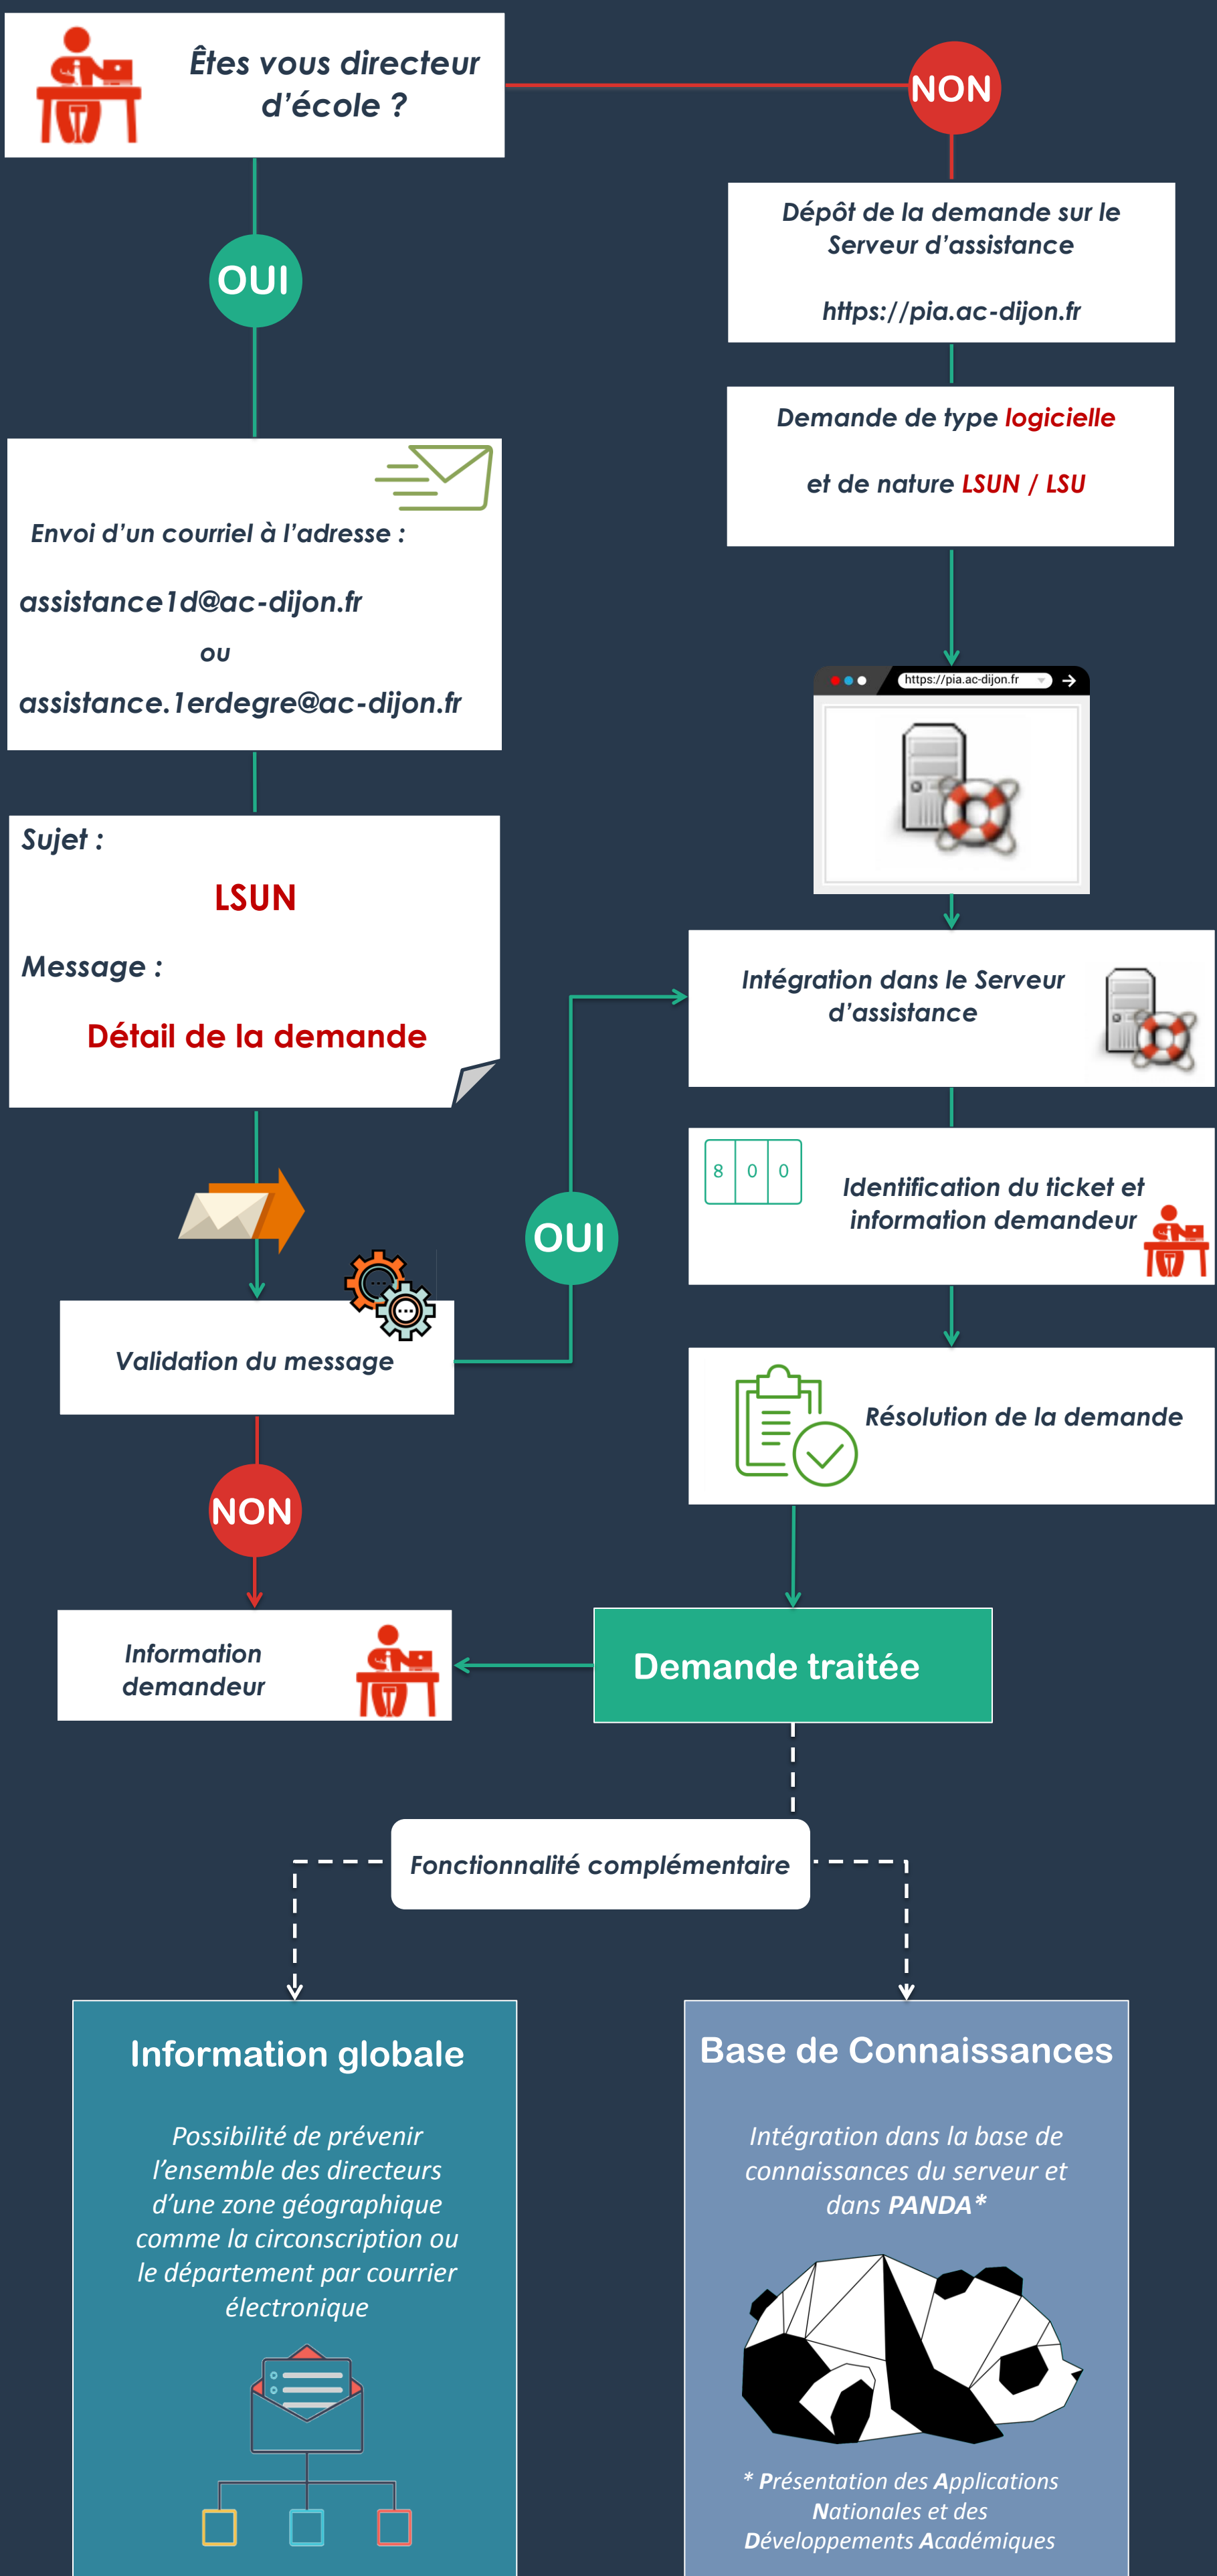 Êtes vous directeur
d'école ?
NON
OUI
Dépôt de la demande sur le
Serveur d'assistance
https://pia.ac-dijon.fr
Demande de type logicielle
et de nature LSUN / LSU
Envoi d'un courriel à l'adresse :
assistance1d@ac-dijon.fr
ou
assistance.1erdegre@ac-dijon.fr
https://pia.ac-dijon.fr
Sujet :
LSUN
Message :
Détail de la demande
Intégration dans le Serveur
d'assistance
8 0 0
Identification du ticket et
information demandeur
OUI
Validation du message
Résolution de la demande
NON
Information
demandeur
Demande traitée
Fonctionnalité complémentaire
Information globale
Possibilité de prévenir
l'ensemble des directeurs
d'une zone géographique
comme la circonscription ou
le département par courrier
électronique
Base de Connaissances
Intégration dans la base de
connaissances du serveur et
dans PANDA*
* Présentation des Applications
Nationales et des
Développements Académiques